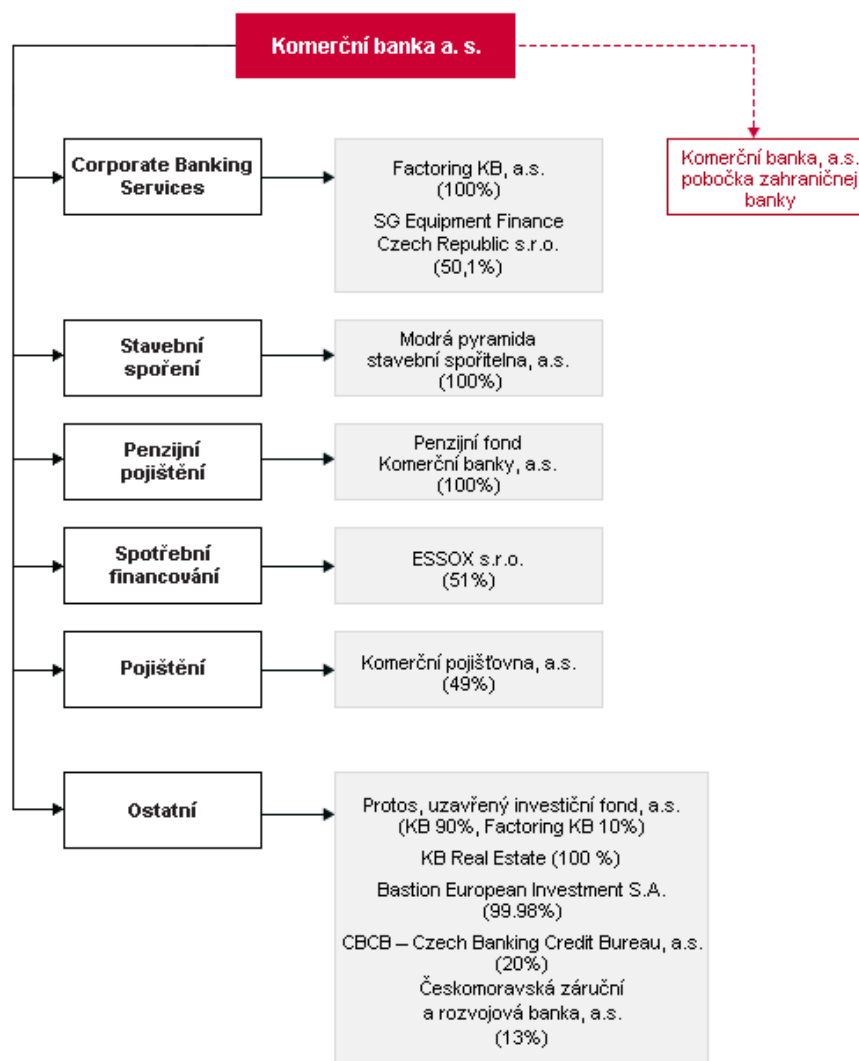 Komerční banka a. s.
Komerční banka, a.s.
pobočka zahraničnej
banky
Corporate Banking
Services
Factoring KB, a.s.
(100%)
SG Equipment Finance
Czech Republic s.r.o.
(50,1%)
Stavební
spoření
Modrá pyramida
stavební spořitelna, a.s.
(100%)
Penzijní
pojištění
Penzijní fond
Komerční banky, a.s.
(100%)
Spotřební
financování
ESSOX s.r.o.
(51%)
Pojištění
Komerční pojišťovna, a.s.
(49%)
Ostatní
Protos, uzavřený investiční fond, a.s.
(KB 90%, Factoring KB 10%)
KB Real Estate (100 %)
Bastion European Investment S.A.
(99.98%)
CBCB – Czech Banking Credit Bureau, a.s.
(20%)
Českomoravská záruční
a rozvojová banka, a.s.
(13%)